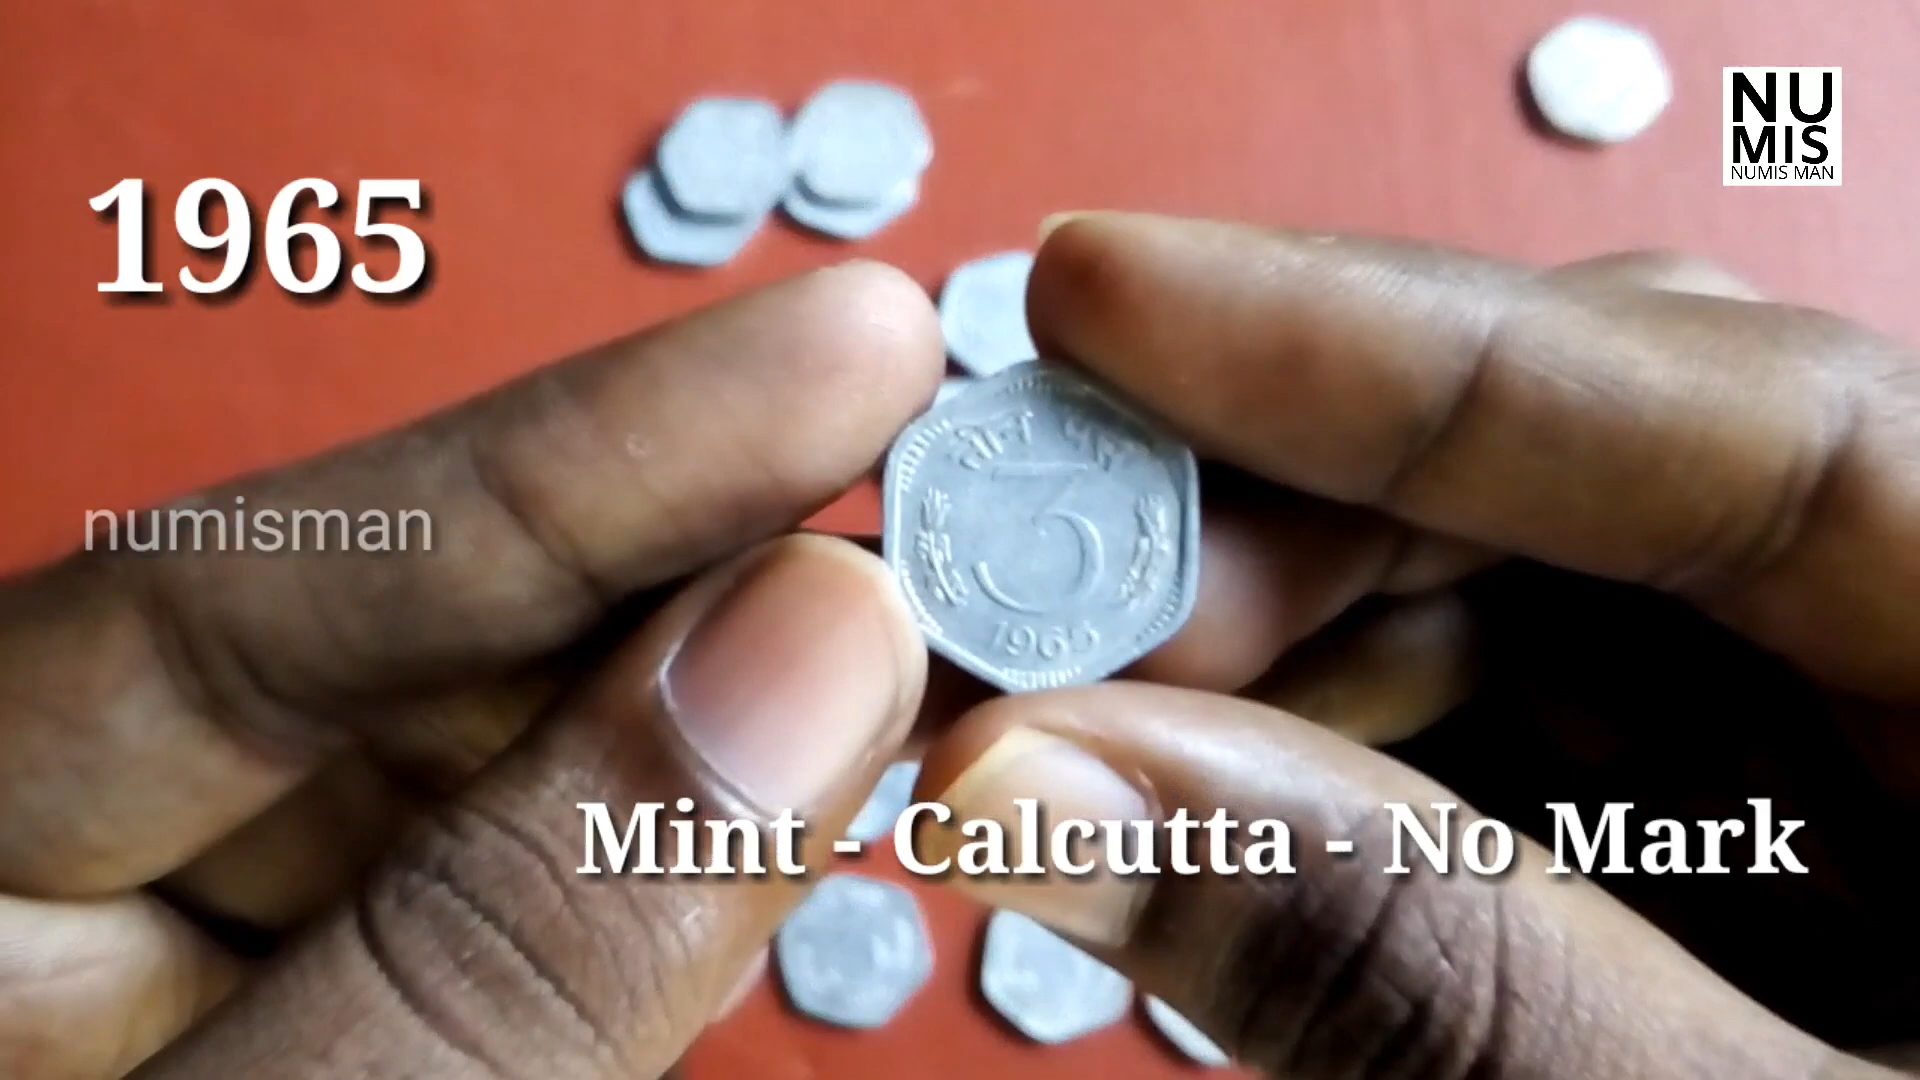 1965
NU
MIS
NUMIS MAN
numisman
तीन पैसे
3
1965
Mint - Calcutta - No Mark